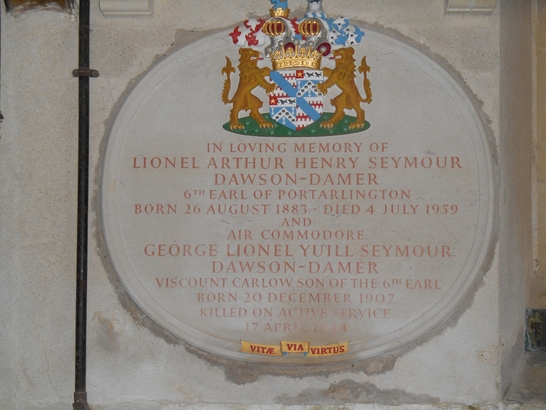 IN LOVING MEMORY OF
LIONEL ARTHUR HENRY SEYMOUR
DAWSON-DAMER
6TH EARL OF PORTARLINGTON
BORN 26 AUGUST 1883 - DIED 4 JULY 1959
AND
AIR COMMODORE
GEORGE LIONEL YUILL SEYMOUR
DAWSON-DAMER
VISCOUNT CARLOW, SON OF THE 6TH EARL
BORN 20 DECEMBER 1907
KILLED ON ACTIVE SERVICE
17 APRIL
VITÆ VIA VIRTUS